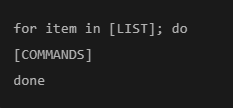 for item in [LIST]; do
[COMMANDS]
done